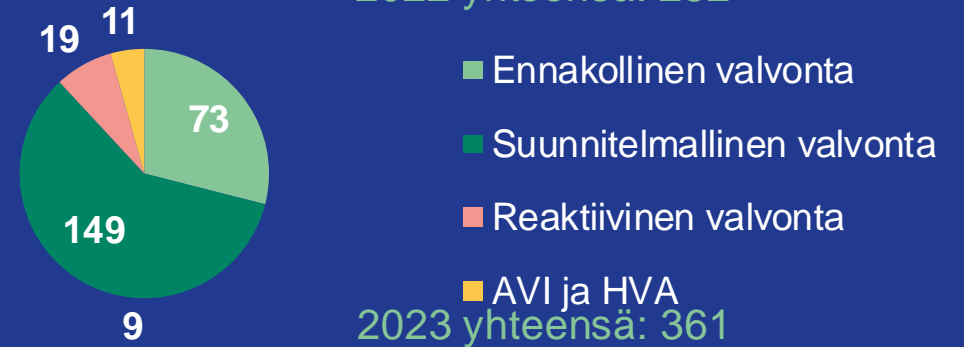 11
19
73
149
9
Ennakollinen valvonta
Suunnitelmallinen valvonta
Reaktiivinen valvonta
AVI ja HVA
2023 yhteensä: 361